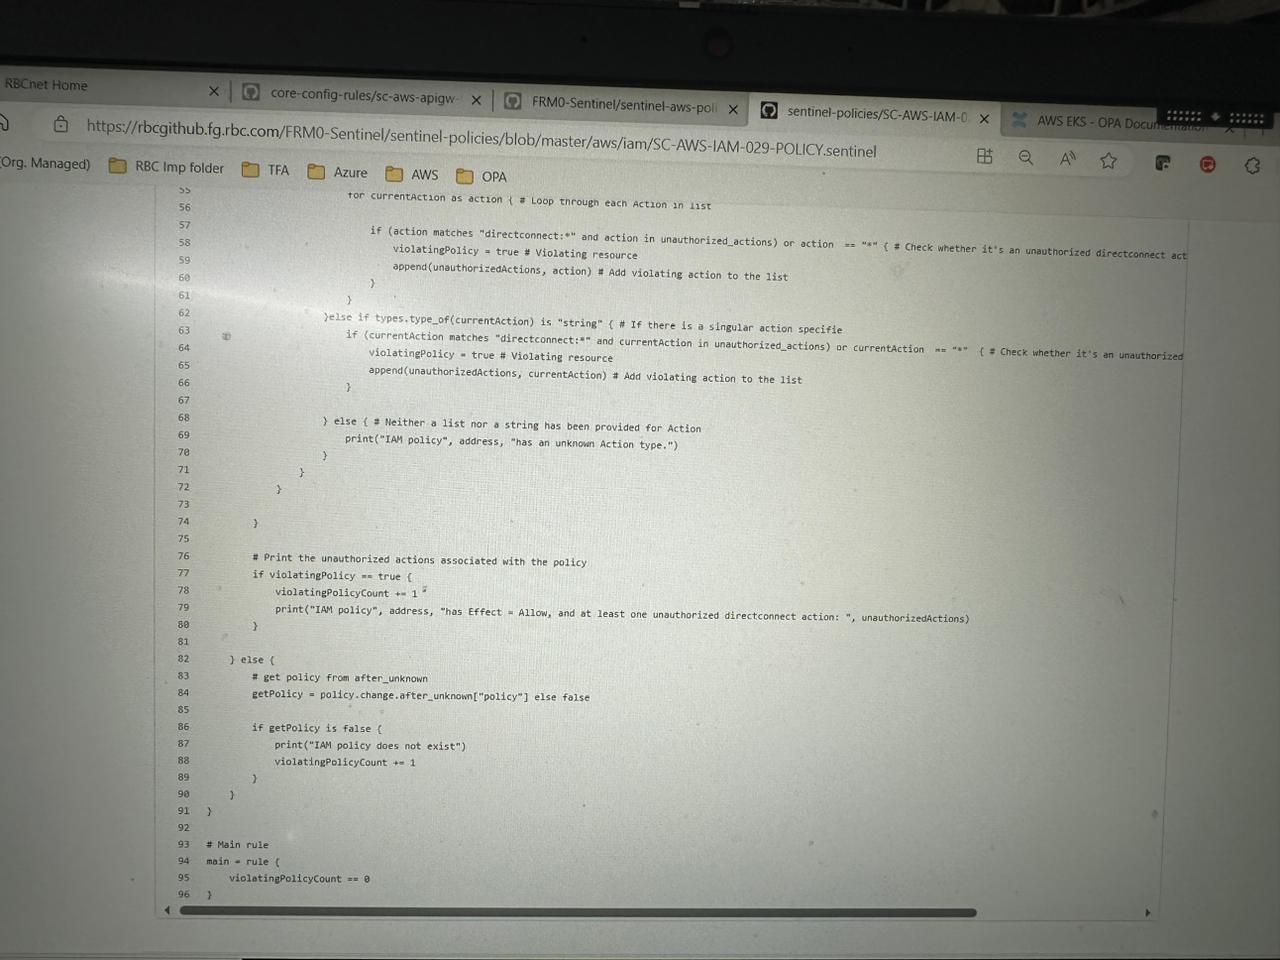 RBCnet Home
core-config-rules/sc-aws-apigw-
FRM0-Sentinel/sentinel-aws-poli
sentinel-policies/SC-AWS-IAM-0
AWS EKS - OPA Documentation
https://rbcgithub.fg.rbc.com/FRM0-Sentinel/sentinel-policies/blob/master/aws/iam/SC-AWS-IAM-029-POLICY.sentinel
(Org. Managed)
RBC Imp folder
TFA
Azure
AWS
OPA
55
56 for currentAction as action { # Loop through each Action in list
57
58 if (action matches "directconnect:*" and action in unauthorized_actions) or action == "*" { # Check whether it's an unauthorized directconnect act
59 violatingPolicy = true # Violating resource
60 append(unauthorizedActions, action) # Add violating action to the list
61 }
62 }
63 }else if types.type_of(currentAction) is "string" { # If there is a singular action specifie
64 if (currentAction matches "directconnect:*" and currentAction in unauthorized_actions) or currentAction == "*" { # Check whether it's an unauthorized
65 violatingPolicy = true # Violating resource
66 append(unauthorizedActions, currentAction) # Add violating action to the list
67 }
68 } else { # Neither a list nor a string has been provided for Action
69 print("IAM policy", address, "has an unknown Action type.")
70 }
71 }
72 }
73
74 }
75
76 # Print the unauthorized actions associated with the policy
77 if violatingPolicy == true {
78 violatingPolicyCount += 1
79 print("IAM policy", address, "has Effect = Allow, and at least one unauthorized directconnect action: ", unauthorizedActions)
80 }
81
82 } else {
83 # get policy from after_unknown
84 getPolicy = policy.change.after_unknown["policy"] else false
85
86 if getPolicy is false {
87 print("IAM policy does not exist")
88 violatingPolicyCount += 1
89 }
90 }
91 }
92
93 # Main rule
94 main = rule {
95 violatingPolicyCount == 0
96 }